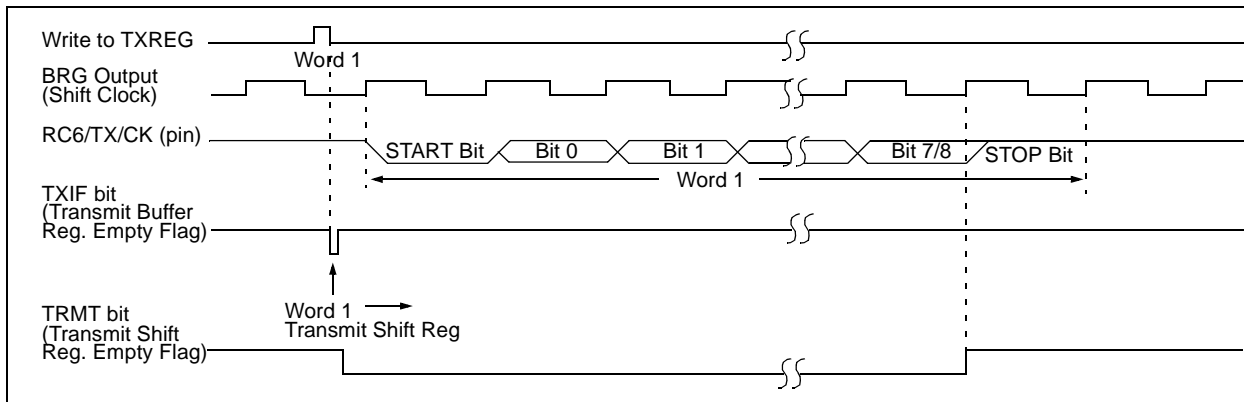 Write to TXREG
Word 1
BRG Output
(Shift Clock)
RC6/TX/CK (pin)
START Bit
Bit 0
Bit 1
Bit 7/8
STOP Bit
Word 1
TXIF bit
(Transmit Buffer
Reg. Empty Flag)
Word 1
Transmit Shift Reg
TRMT bit
(Transmit Shift
Reg. Empty Flag)